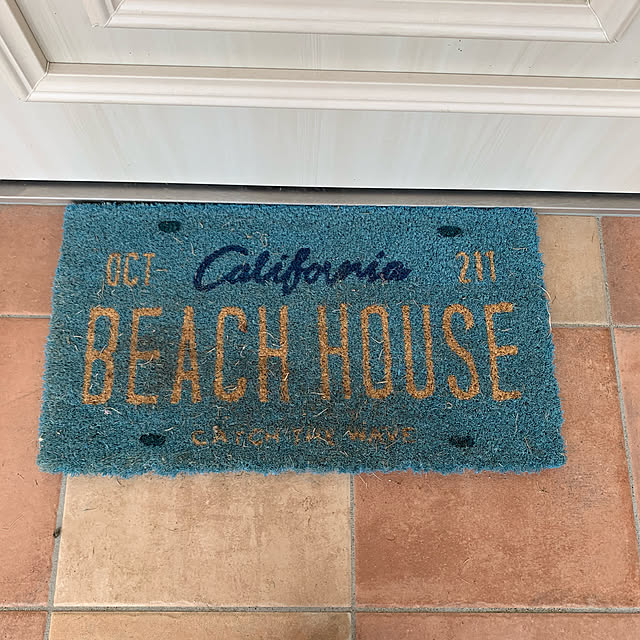 OCT California 211
BEACH HOUSE
CATCH THE WAVE